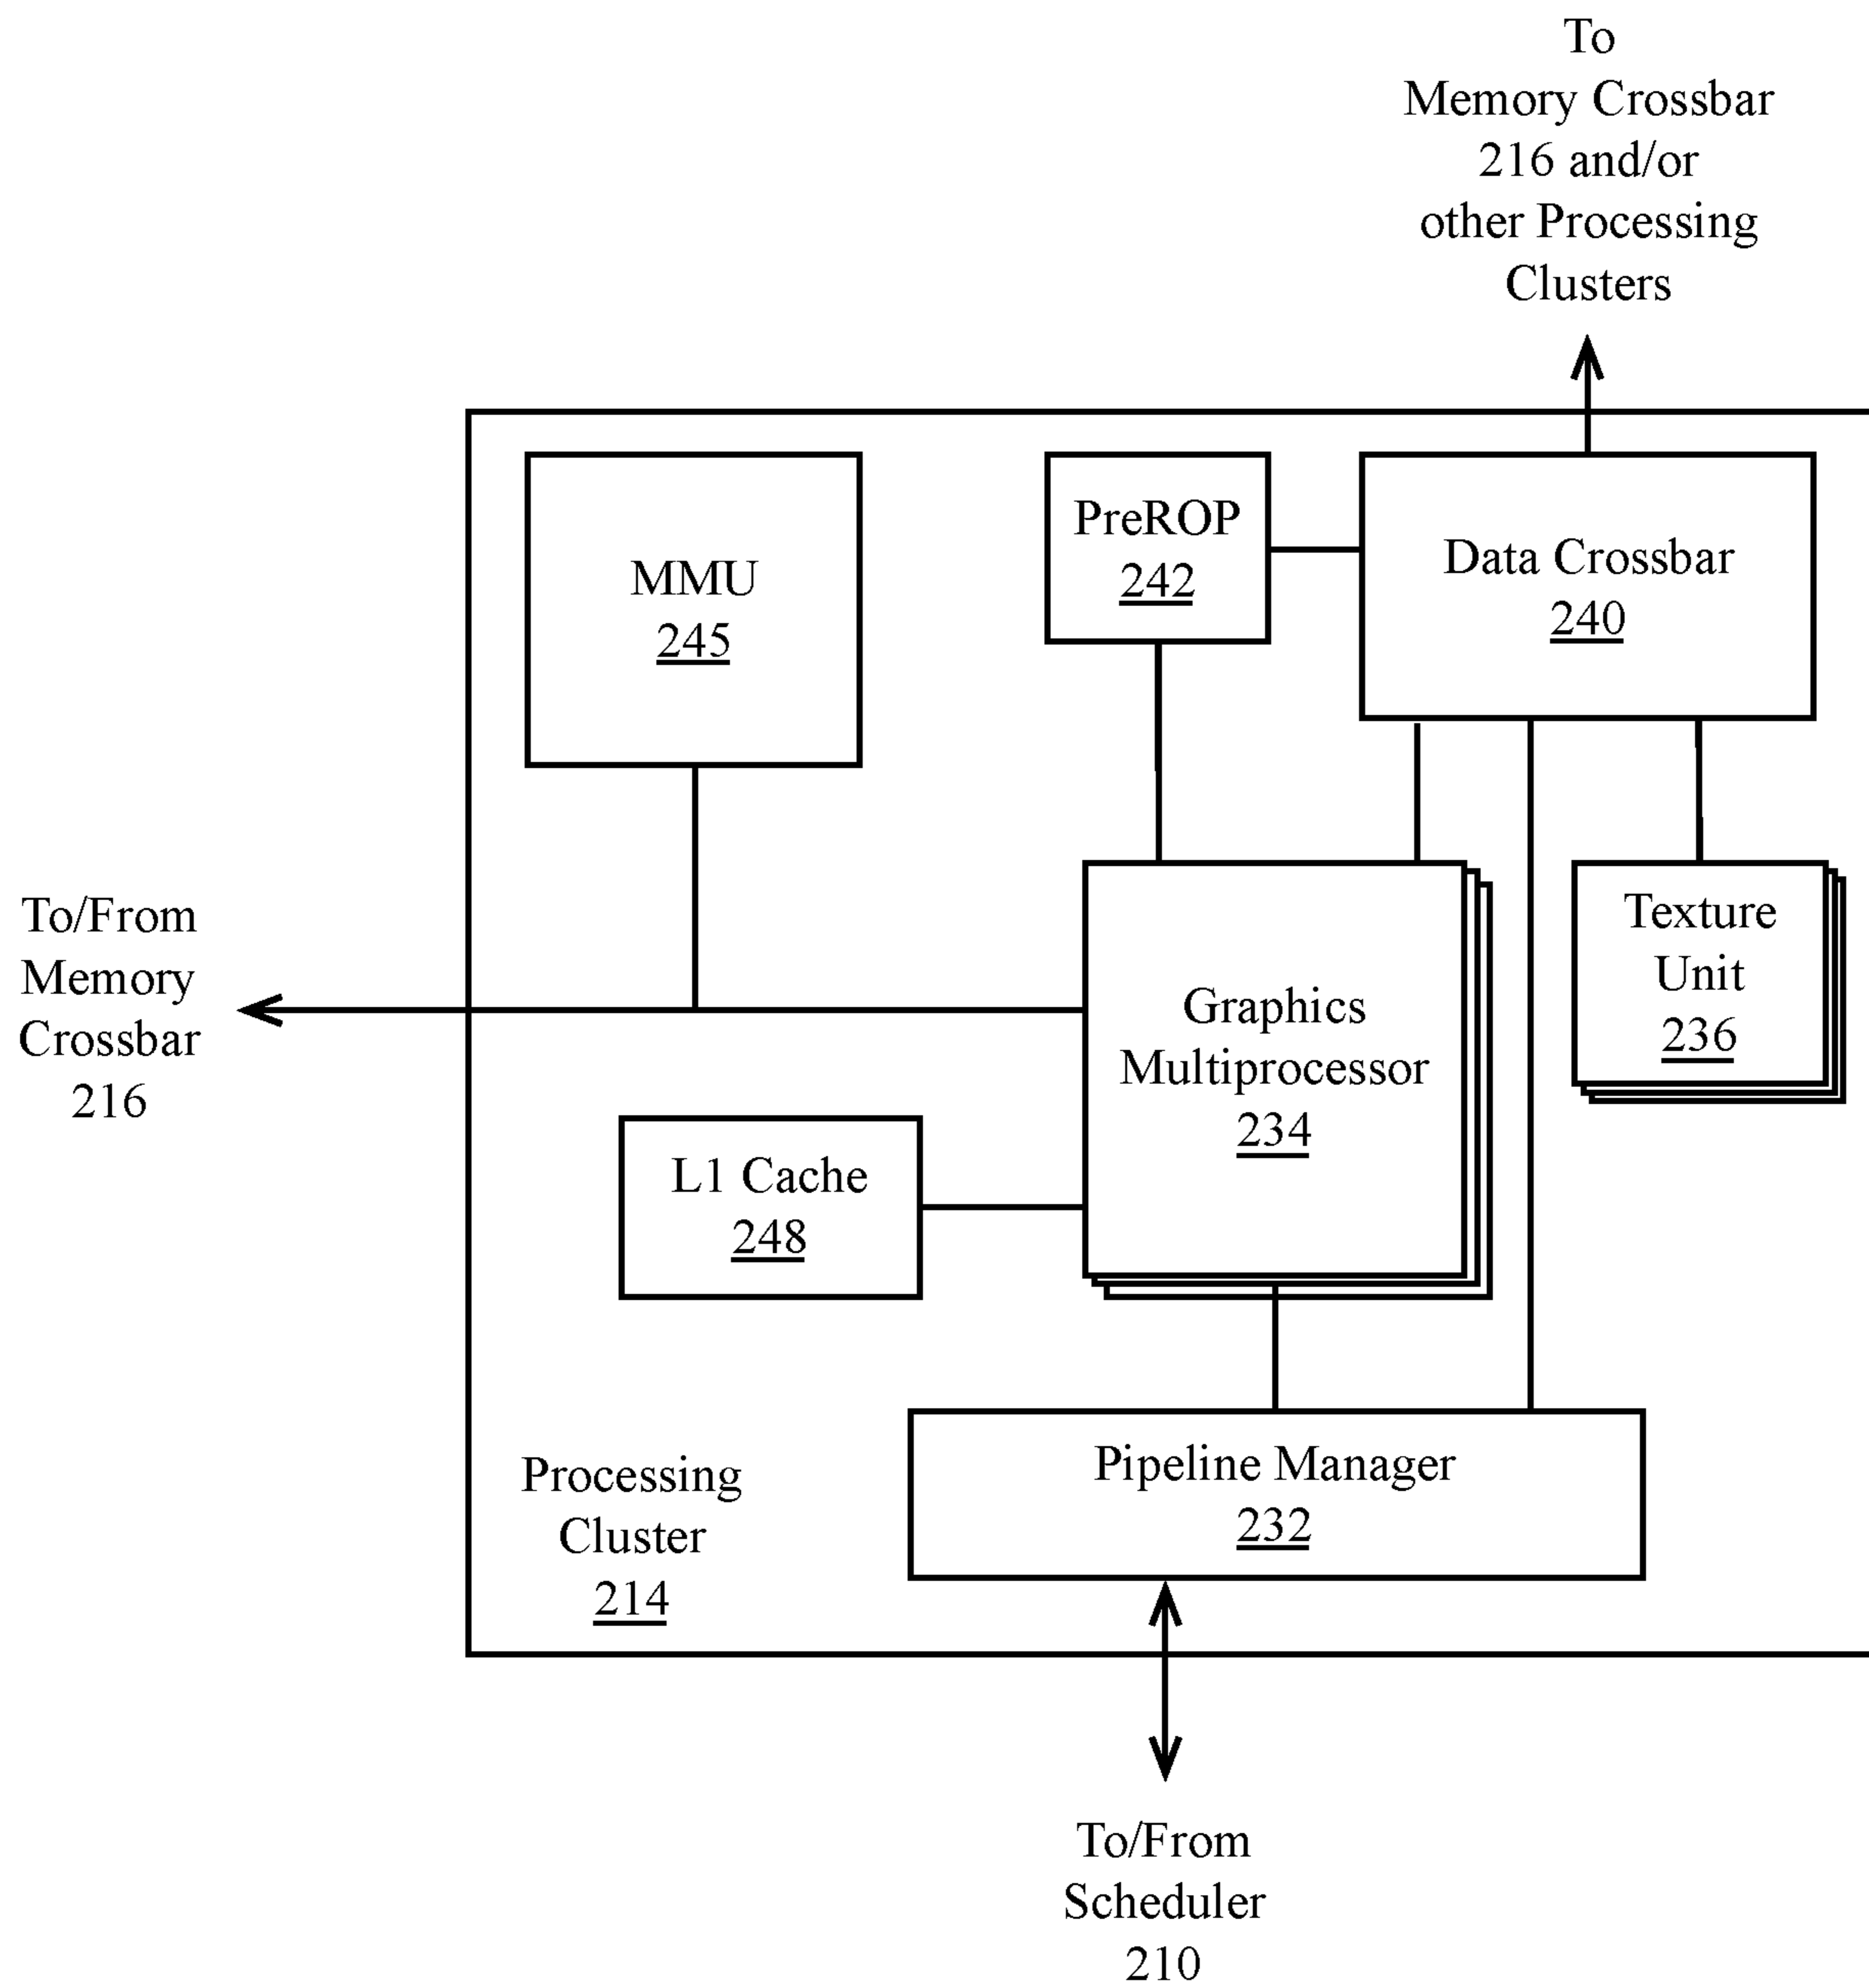 To
Memory Crossbar
216 and/or
other Processing
Clusters
MMU
245
PreROP
242
Data Crossbar
240
To/From
Memory
Crossbar
216
Graphics
Multiprocessor
234
Texture
Unit
236
L1 Cache
248
Pipeline Manager
232
Processing
Cluster
214
To/From
Scheduler
210